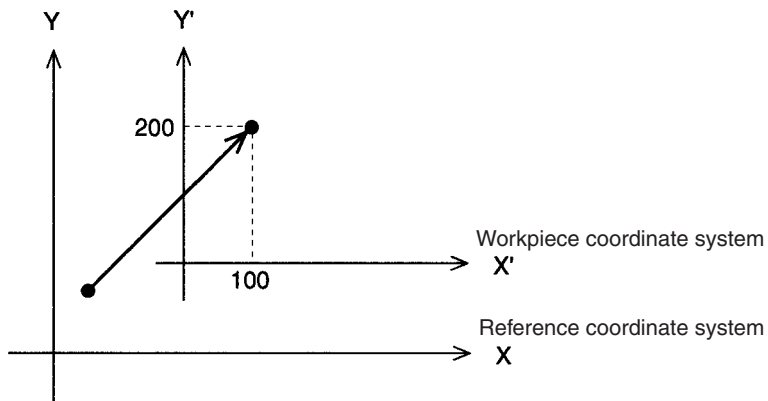 Y
Y'
200
Workpiece coordinate system
100
X'
Reference coordinate system
X